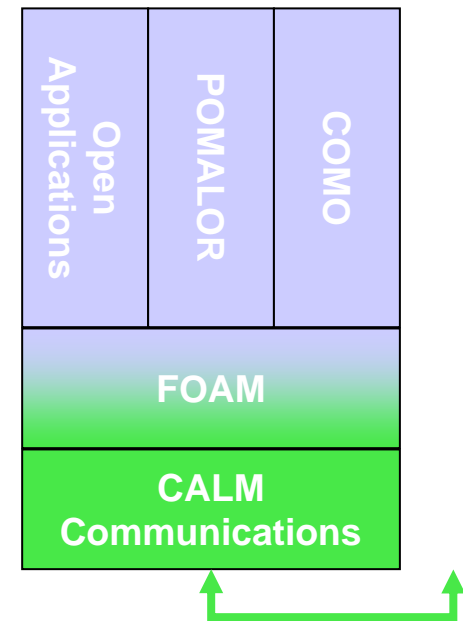 Open
Applications
POMALOR
COMO
FOAM
CALM
Communications